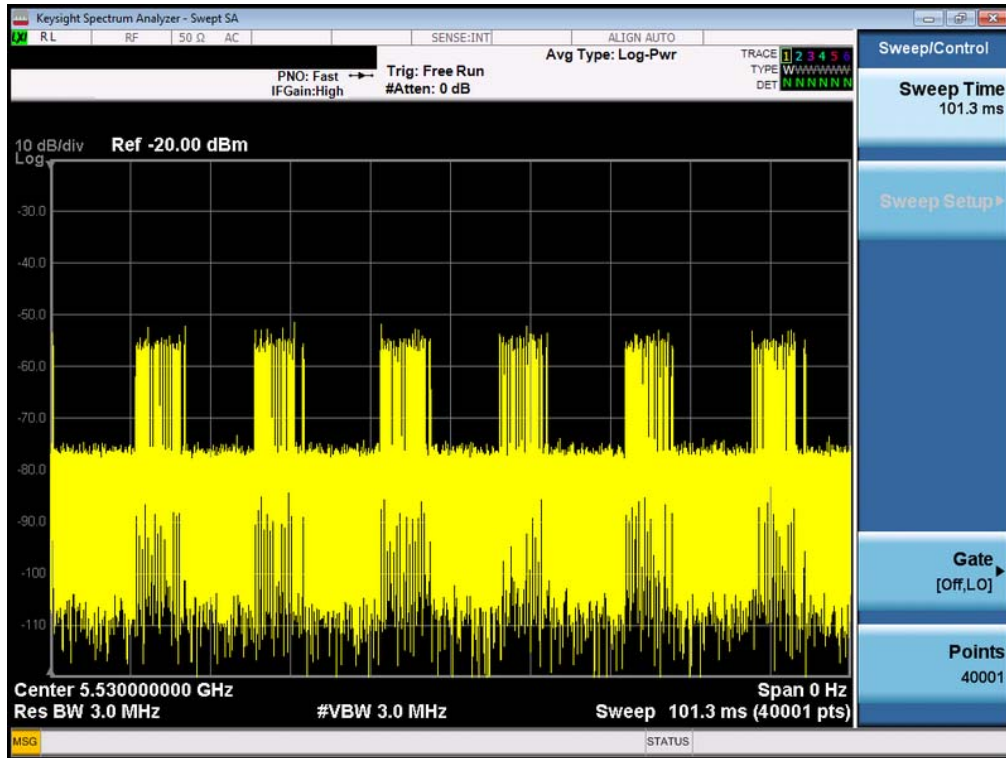 Keysight Spectrum Analyzer - Swept SA
LXI RL RF 50 Ω AC SENSE:INT ALIGN AUTO
Avg Type: Log-Pwr
TRACE 1 2 3 4 5 6
PNO: Fast Trig: Free Run
TYPE WWWWWW
IFGain:High #Atten: 0 dB
DET N N N N N N
Sweep/Control
Sweep Time
101.3 ms
10 dB/div Ref -20.00 dBm
Log
Sweep Setup
-30.0
-40.0
-50.0
-60.0
-70.0
-80.0
-90.0
-100
-110
Gate
[Off,LO]
Points
40001
Center 5.530000000 GHz Span 0 Hz
Res BW 3.0 MHz #VBW 3.0 MHz Sweep 101.3 ms (40001 pts)
MSG STATUS